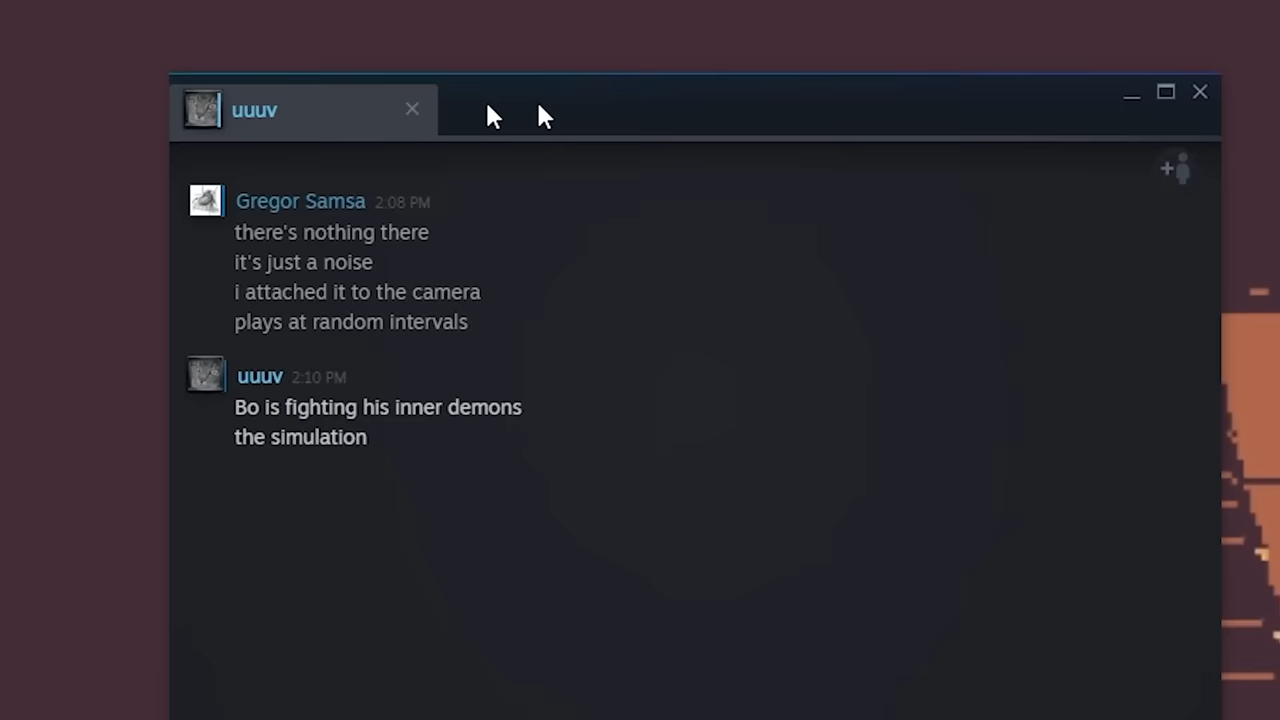 uuuv
Gregor Samsa 2:08 PM
there's nothing there
it's just a noise
i attached it to the camera
plays at random intervals
uuuv 2:10 PM
Bo is fighting his inner demons
the simulation